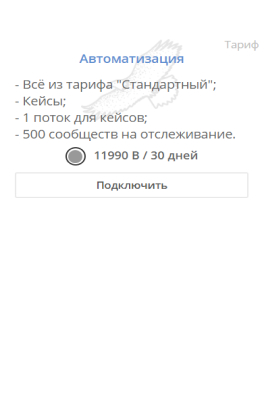 Тариф
Автоматизация
- Всё из тарифа "Стандартный";
- Кейсы;
- 1 поток для кейсов;
- 500 сообществ на отслеживание.
11990 В / 30 дней
Подключить